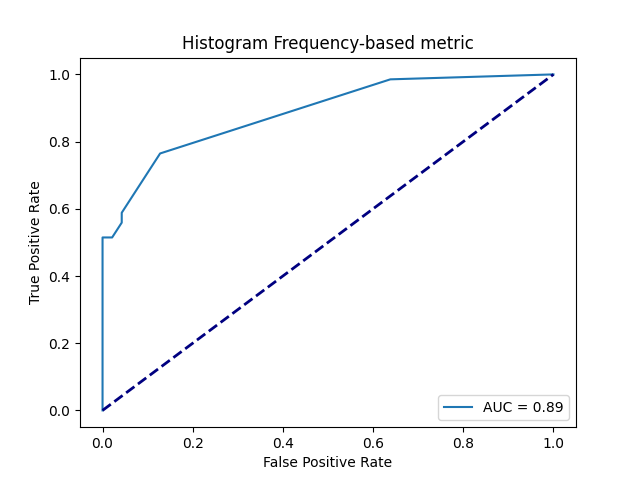 Histogram Frequency-based metric
1.0
0.8
0.6
0.4
0.2
0.0
True Positive Rate
0.0 0.2 0.4 0.6 0.8 1.0
False Positive Rate
AUC = 0.89